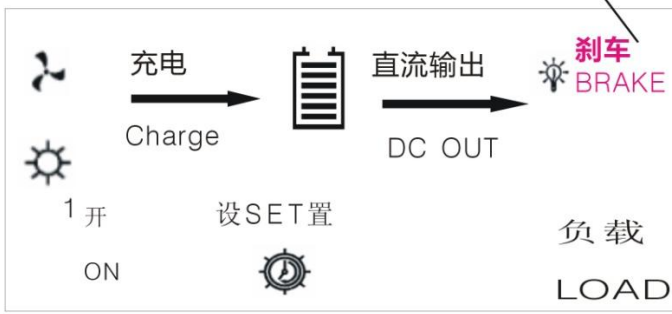 充电
Charge
直流输出
DC OUT
刹车
BRAKE
1 开
ON
设SET置
负载
LOAD